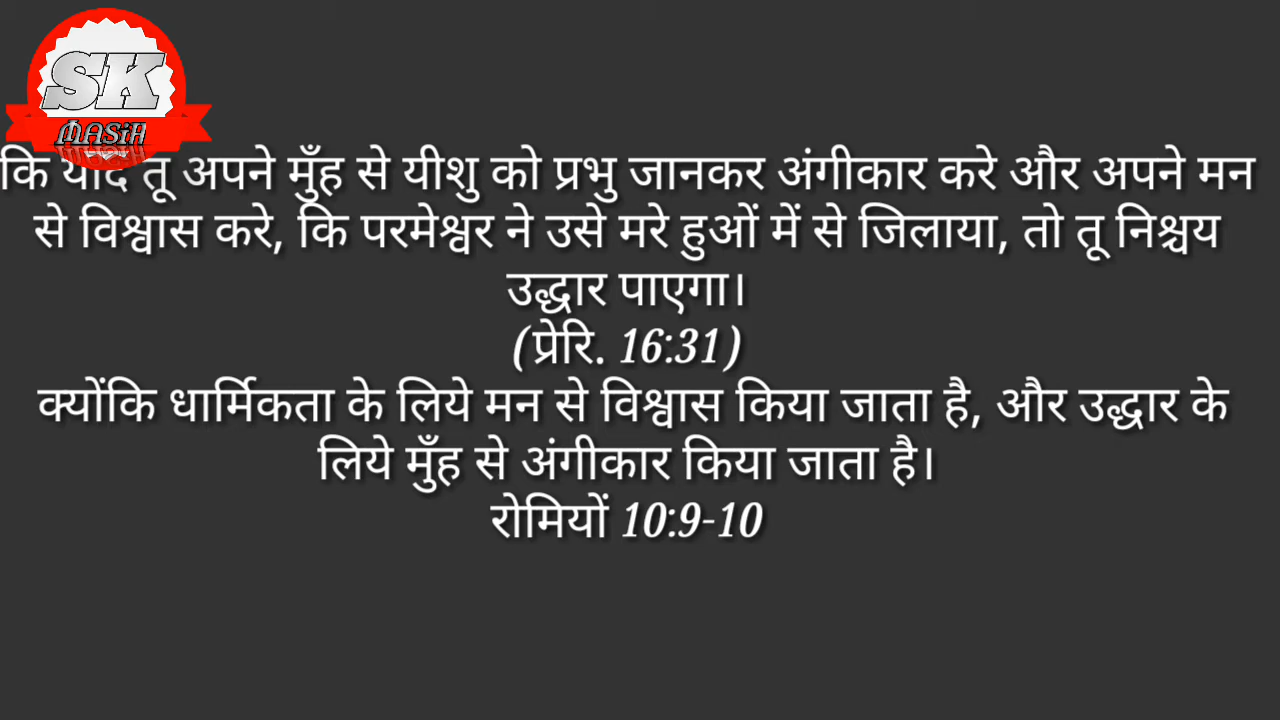 SK
MASiH
कि यदि तू अपने मुँह से यीशु को प्रभु जानकर अंगीकार करे और अपने मन
से विश्वास करे, कि परमेश्वर ने उसे मरे हुओं में से जिलाया, तो तू निश्चय
उद्धार पाएगा।
(प्रेरि. 16:31)
क्योंकि धार्मिकता के लिये मन से विश्वास किया जाता है, और उद्धार के
लिये मुँह से अंगीकार किया जाता है।
रोमियों 10:9-10